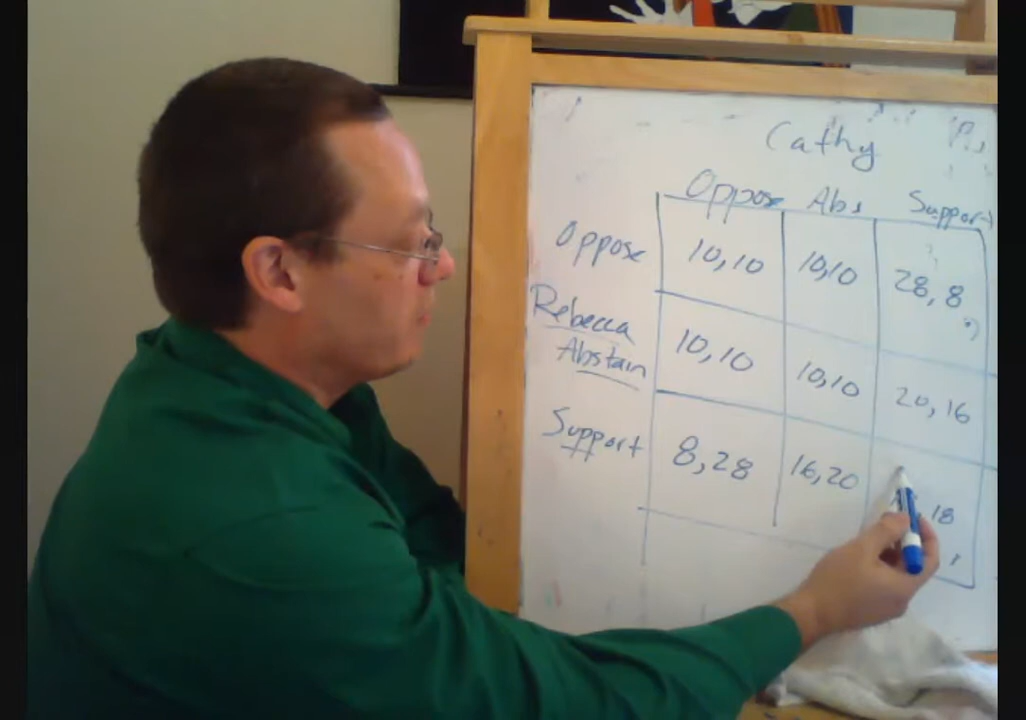 Cathy
Oppose Abs Support
Oppose 10,10 10,10 28,8
Rebecca
Abstain 10,10 10,10 20,16
Support 8,28 16,20 18